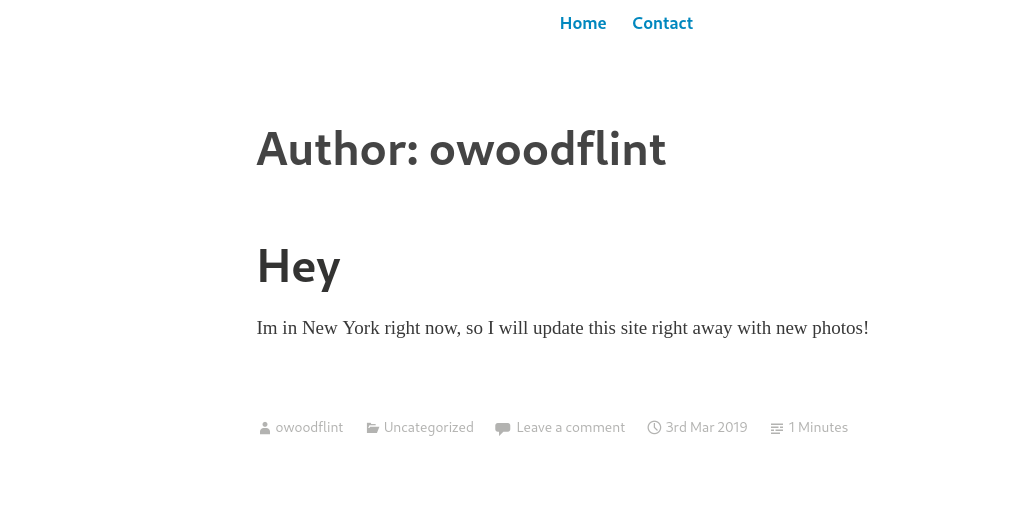 Home Contact
Author: owoodflint
Hey
Im in New York right now, so I will update this site right away with new photos!
owoodflint Uncategorized Leave a comment 3rd Mar 2019 1 Minutes